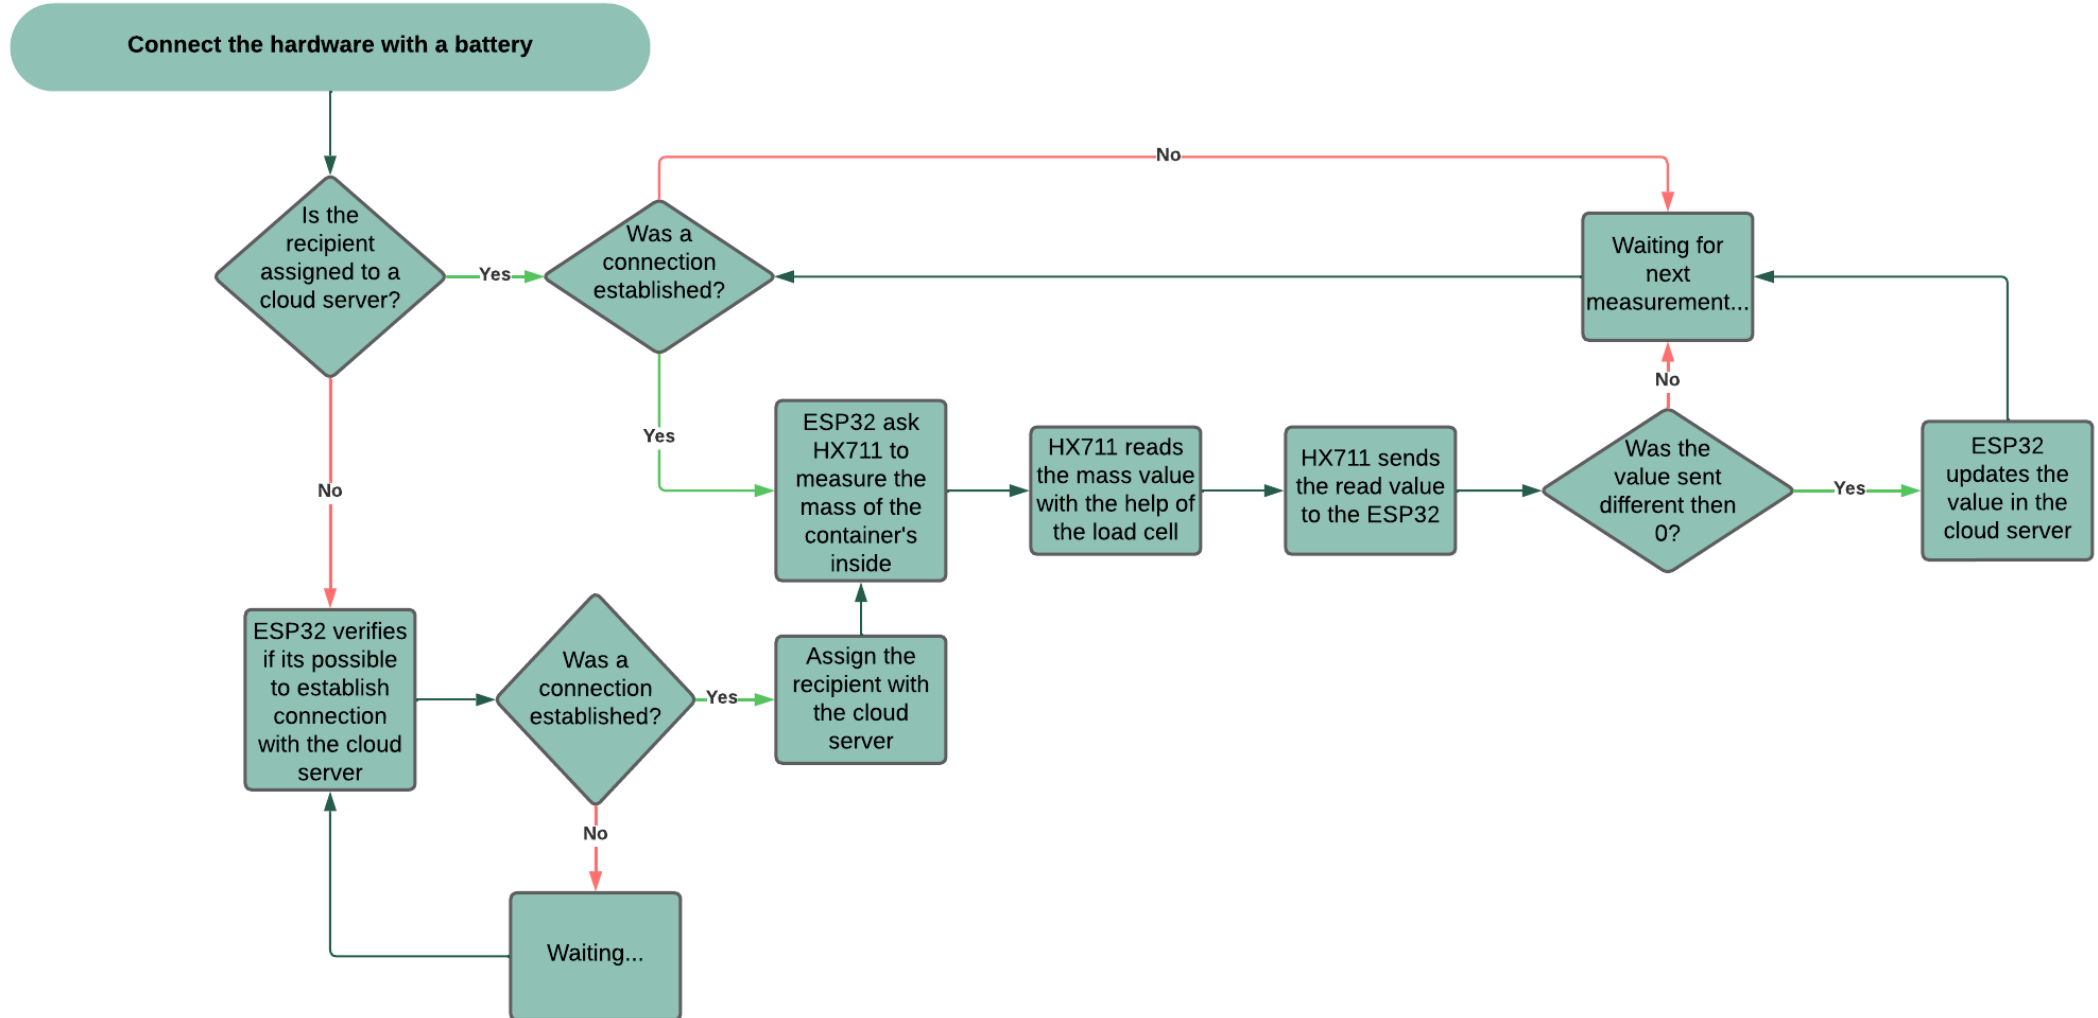 Connect the hardware with a battery
No
Is the
recipient
assigned to a
cloud server?
Yes
Was a
connection
established?
Waiting for
next
measurement...
No
Yes
ESP32 ask
HX711 to
measure the
mass of the
container's
inside
HX711 reads
the mass value
with the help of
the load cell
HX711 sends
the read value
to the ESP32
Was the
value sent
different then
0?
Yes
ESP32
updates the
value in the
cloud server
No
ESP32 verifies
if its possible
to establish
connection
with the cloud
server
Was a
connection
established?
Yes
Assign the
recipient with
the cloud
server
No
Waiting...